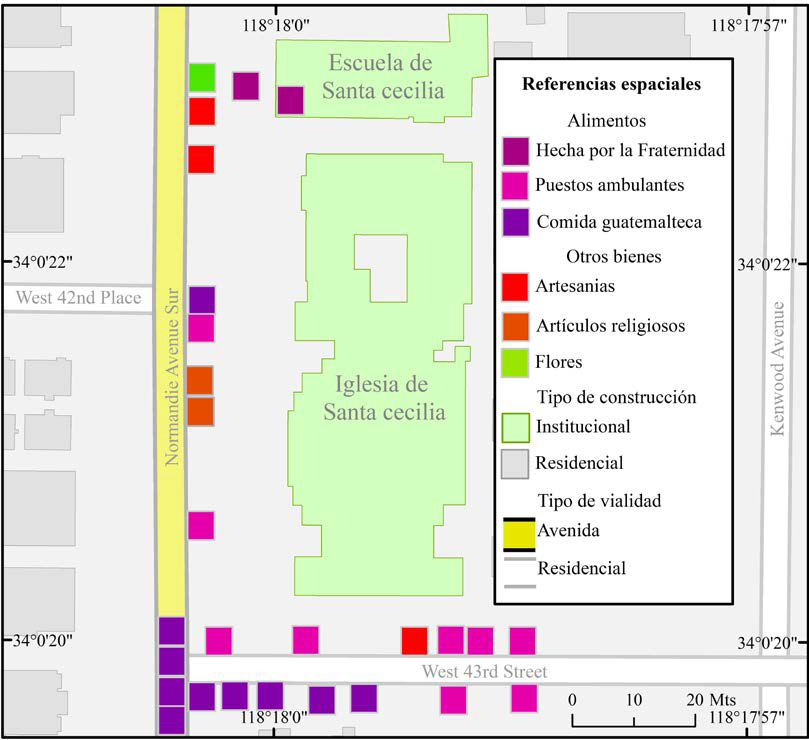 118°18'0"
118°17'57"
Escuela de
Santa cecilia
Referencias espaciales
Alimentos
Hecha por la Fraternidad
Puestos ambulantes
Comida guatemalteca
Otros bienes
Artesanias
Artículos religiosos
Flores
Tipo de construcción
Institucional
Residencial
Tipo de vialidad
Avenida
Residencial
34°0'22"
34°0'22"
West 42nd Place
Normandie Avenue Sur
Kenwood Avenue
Iglesia de
Santa cecilia
34°0'20"
34°0'20"
West 43rd Street
0 10 20 Mts
118°18'0"
118°17'57"